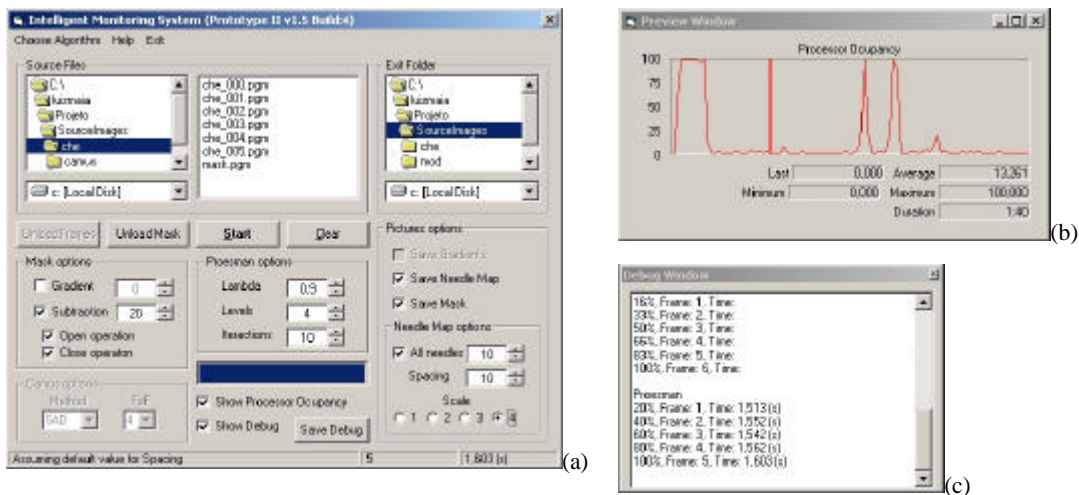 Intelligent Monitoring System (Prototype II v1.5 Build:4)
Choose Algorithm Help Exit
Source Files
C:\
luizmaia
Projeto
SourceImages
che
camus
c: [Local Disk]
che_000.pgm
che_001.pgm
che_002.pgm
che_003.pgm
che_004.pgm
che_005.pgm
mask.pgm
Exit Folder
C:\
luizmaia
Projeto
SourceImages
che
mod
c: [Local Disk]
Unload Frames Unload Mask Start Clear
Mask options
Gradient 0
Subtraction 20
Open operation
Close operation
Camus options
Method
SAD 4
Proesman options
Lambda 0.9
Levels 4
Iteractions 10
Show Processor Ocupancy
Show Debug Save Debug
Pictures options
Save Gradients
Save Needle Map
Save Mask
Needle Map options
All needles 10
Spacing 10
Scale
1 2 3 4
Assuming default value for Spacing 5 1,603 (s)
(a)
Preview Window
Processor Ocupancy
100
75
50
25
0
Last 0,000 Average 13,261
Minimum 0,000 Maximum 100,000
Duration 1:40
(b)
Debug Window
16%, Frame: 1, Time:
33%, Frame: 2, Time:
50%, Frame: 3, Time:
66%, Frame: 4, Time:
83%, Frame: 5, Time:
100%, Frame: 6, Time:
Proesman
20%, Frame: 1, Time: 1,513 (s)
40%, Frame: 2, Time: 1,552 (s)
60%, Frame: 3, Time: 1,542 (s)
80%, Frame: 4, Time: 1,562 (s)
100%, Frame: 5, Time: 1,603 (s)
(c)